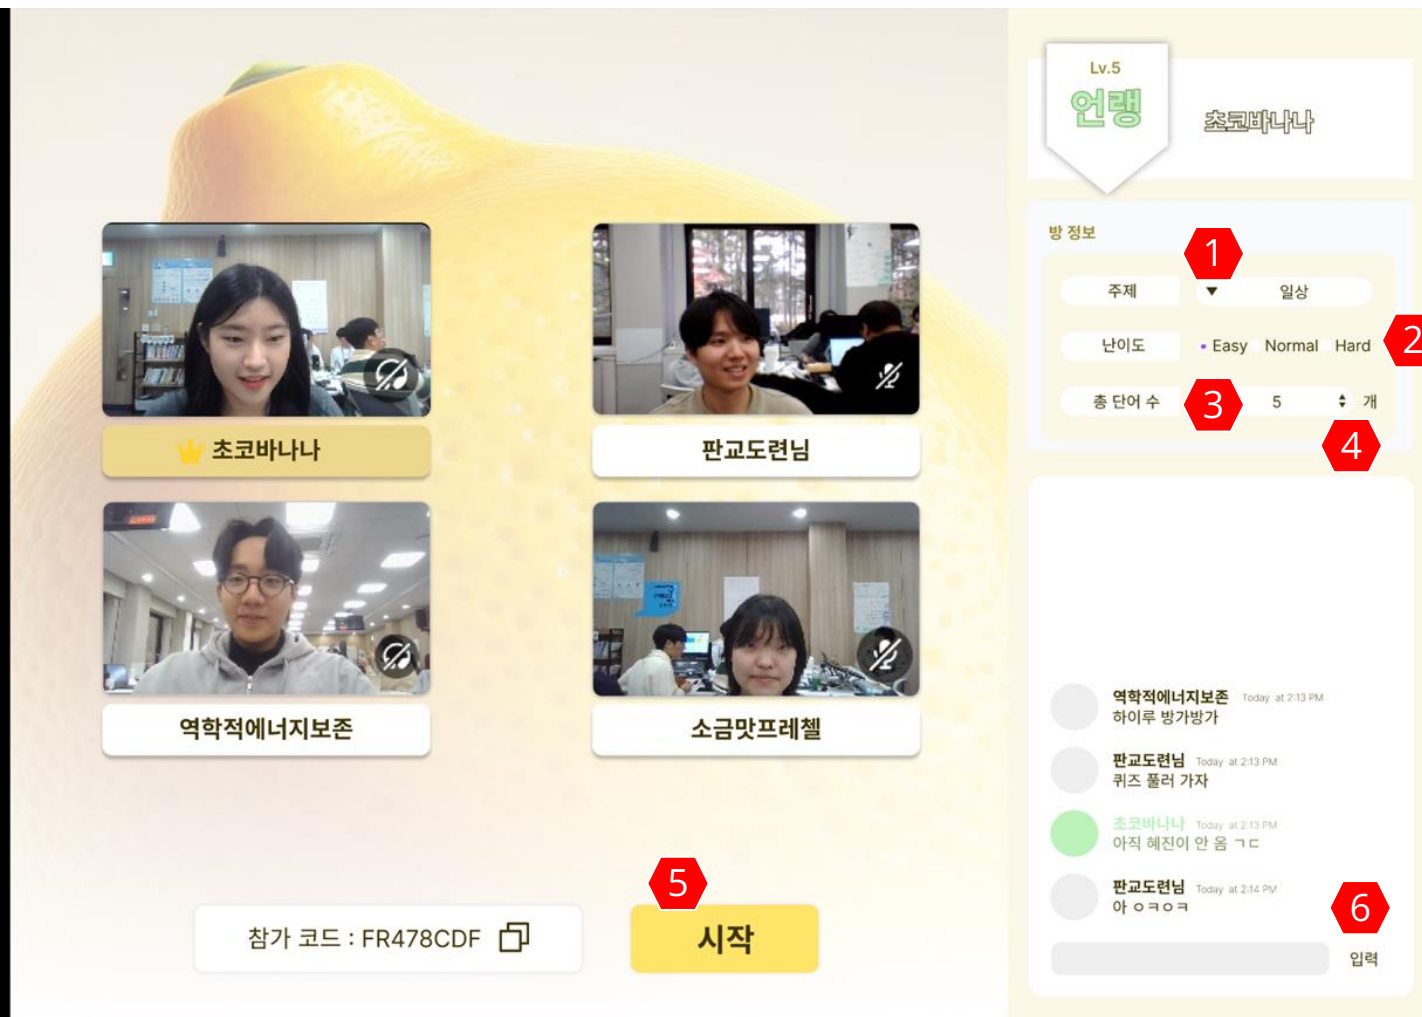 Lv.5
언랭
초코바나나
방 정보
1
주제 ▼ 일상
난이도 • Easy Normal Hard
2
총 단어 수 3 5 개
4
초코바나나
판교도련님
역학적에너지보존
소금맛프레첼
역학적에너지보존 Today at 2:13 PM
하이루 방가방가
판교도련님 Today at 2:13 PM
퀴즈 풀러 가자
초코바나나 Today at 2:13 PM
아직 혜진이 안 옴 ㄱㄷ
판교도련님 Today at 2:14 PM
아 ㅇㅋㅇㅋ
6
입력
5
참가 코드 : FR478CDF
시작